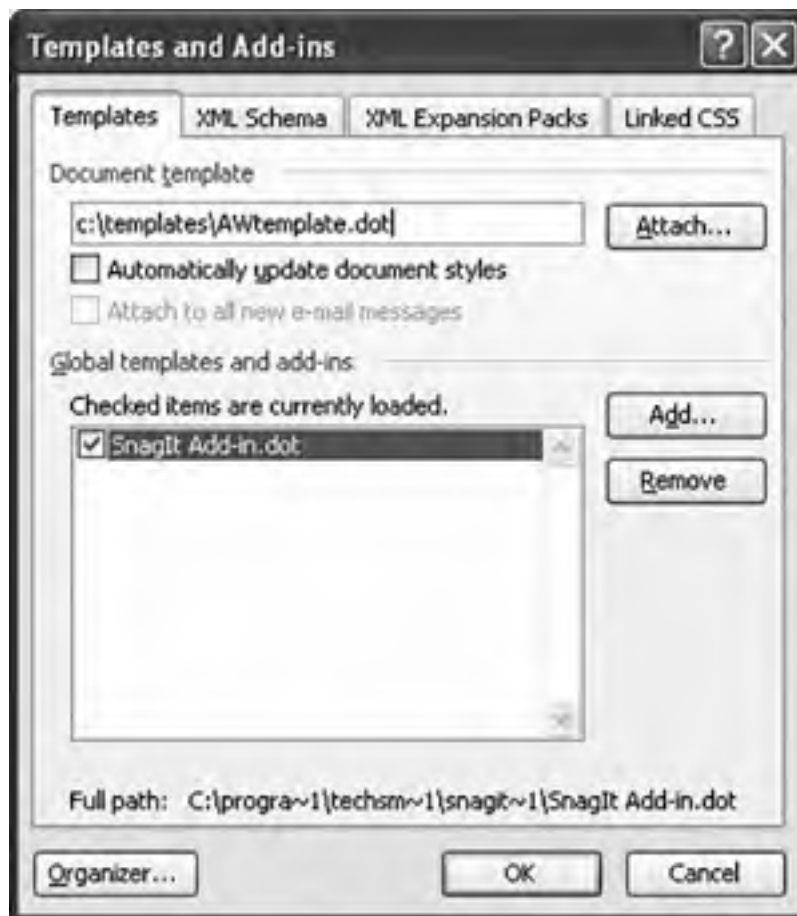 Templates and Add-ins
Templates XML Schema XML Expansion Packs Linked CSS
Document template
c:\templates\AWtemplate.dot Attach...
Automatically update document styles
Attach to all new e-mail messages
Global templates and add-ins
Checked items are currently loaded.
Add...
SnagIt Add-in.dot
Remove
Full path: C:\progra~1\techsm~1\snagit~1\SnagIt Add-in.dot
Organizer... OK Cancel